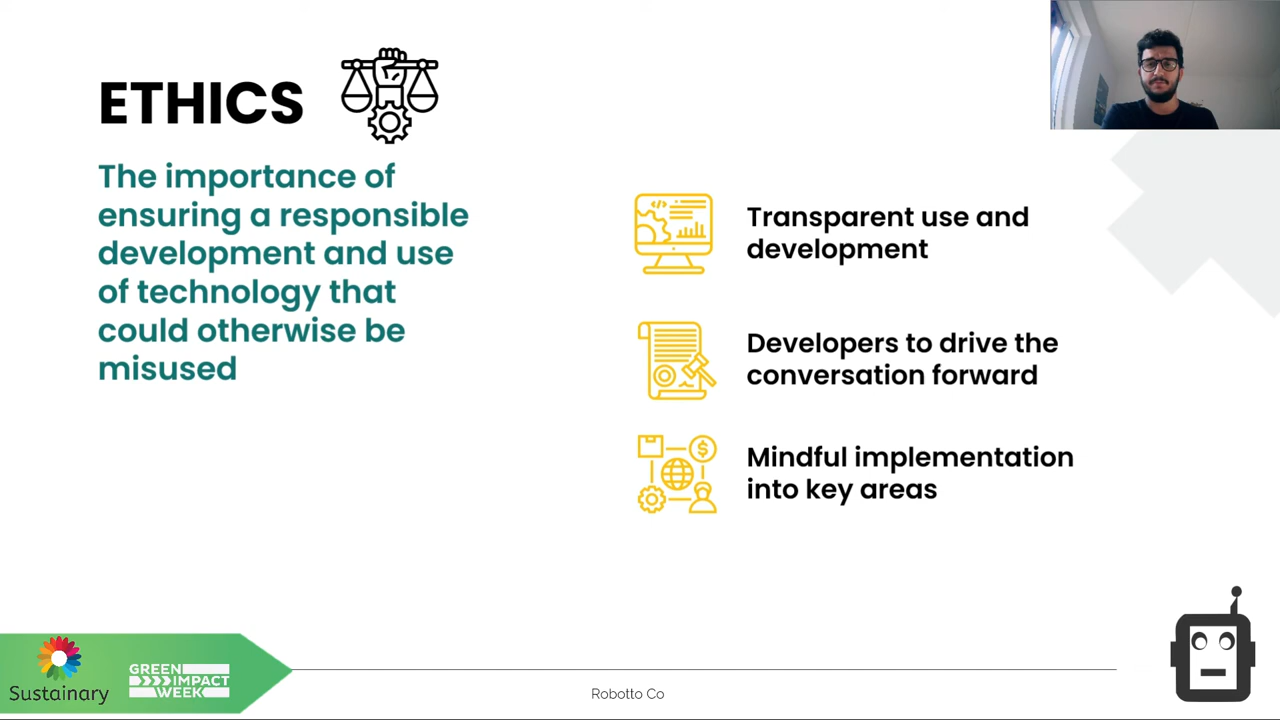 ETHICS
The importance of
ensuring a responsible
development and use
of technology that
could otherwise be
misused
Transparent use and
development
Developers to drive the
conversation forward
Mindful implementation
into key areas
Sustainary
GREEN
IMPACT
WEEK
Robotto Co